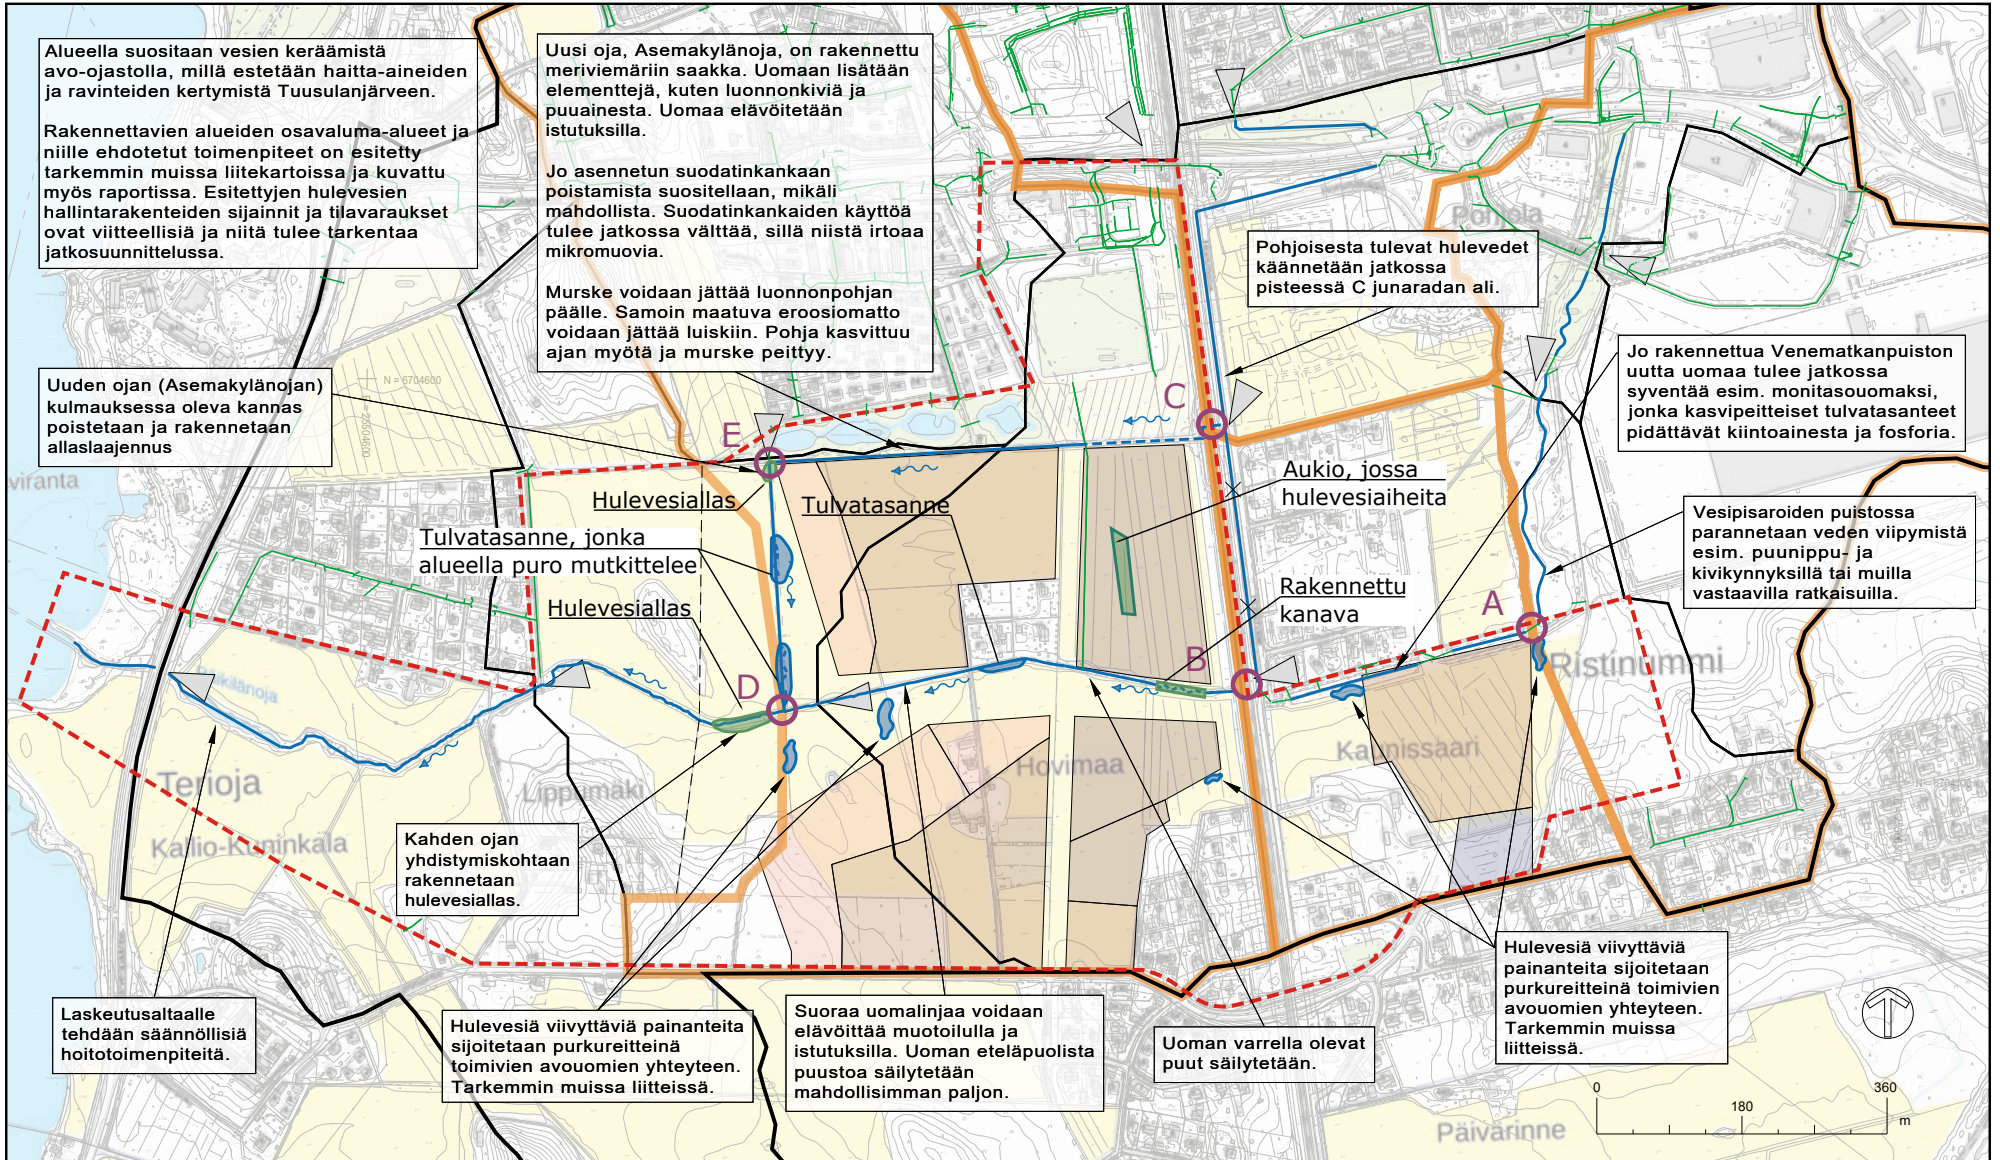 Alueella suositaan vesien keräämistä
avo-ojastolla, millä estetään haitta-aineiden
ja ravinteiden kertymistä Tuusulanjärveen.
Rakennettavien alueiden osavaluma-alueet ja
niille ehdotetut toimenpiteet on esitetty
tarkemmin muissa liitekartoissa ja kuvattu
myös raportissa. Esitettyjen hulevesien
hallintarakenteiden sijainnit ja tilavaraukset
ovat viitteellisiä ja niitä tulee tarkentaa
jatkosuunnittelussa.
Uusi oja, Asemakylänoja, on rakennettu
meriviemäriin saakka. Uomaan lisätään
elementtejä, kuten luonnonkiviä ja
puuainesta. Uomaa elävöitetään
istutuksilla.
Jo asennetun suodatinkankaan
poistamista suositellaan, mikäli
mahdollista. Suodatinkankaiden käyttöä
tulee jatkossa välttää, sillä niistä irtoaa
mikromuovia.
Murske voidaan jättää luonnonpohjan
päälle. Samoin maatuva eroosiomatto
voidaan jättää luiskiin. Pohja kasvittuu
ajan myötä ja murske peittyy.
Pohjola
Pohjoisesta tulevat hulevedet
käännetään jatkossa
pisteessä C junaradan ali.
Jo rakennettua Venematkanpuiston
uutta uomaa tulee jatkossa
syventää esim. monitasouomaksi,
jonka kasvipeitteiset tulvatasanteet
pidättävät kiintoainesta ja fosforia.
Uuden ojan (Asemakylänojan)
kulmauksessa oleva kannas
poistetaan ja rakennetaan
allaslaajennus
N = 6704600
viranta
E
C
Hulevesiallas
Tulvatasanne
Aukio, jossa
hulevesiaiheita
Tulvatasanne, jonka
alueella puro mutkittelee
Hulevesiallas
Rakennettu
kanava
Vesipisaroiden puistossa
parannetaan veden viipymistä
esim. puunippu- ja
kivikynnyksillä tai muilla
vastaavilla ratkaisuilla.
A
B
D
Ristinummi
Räikilänoja
Terioja
Lippumäki
Hovimaa
Kaunissaari
Kallio-Kuninkala
Kahden ojan
yhdistymiskohtaan
rakennetaan
hulevesiallas.
Laskeutusaltaalle
tehdään säännöllisiä
hoitotoimenpiteitä.
Hulevesiä viivyttäviä painanteita
sijoitetaan purkureitteinä
toimivien avouomien yhteyteen.
Tarkemmin muissa liitteissä.
Suoraa uomalinjaa voidaan
elävöittää muotoilulla ja
istutuksilla. Uoman eteläpuolista
puustoa säilytetään
mahdollisimman paljon.
Uoman varrella olevat
puut säilytetään.
Hulevesiä viivyttäviä
painanteita sijoitetaan
purkureitteinä toimivien
avouomien yhteyteen.
Tarkemmin muissa
liitteissä.
Päivärinne
0
180
360
m